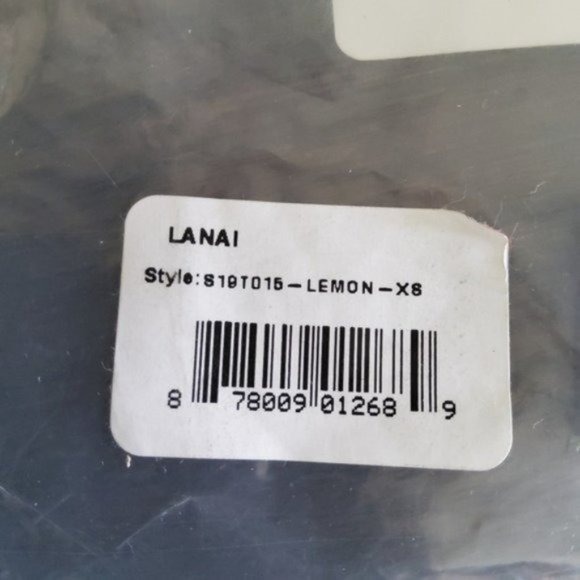 LANAI
Style:S19T015-LEMON-XS
8 78009 01268 9